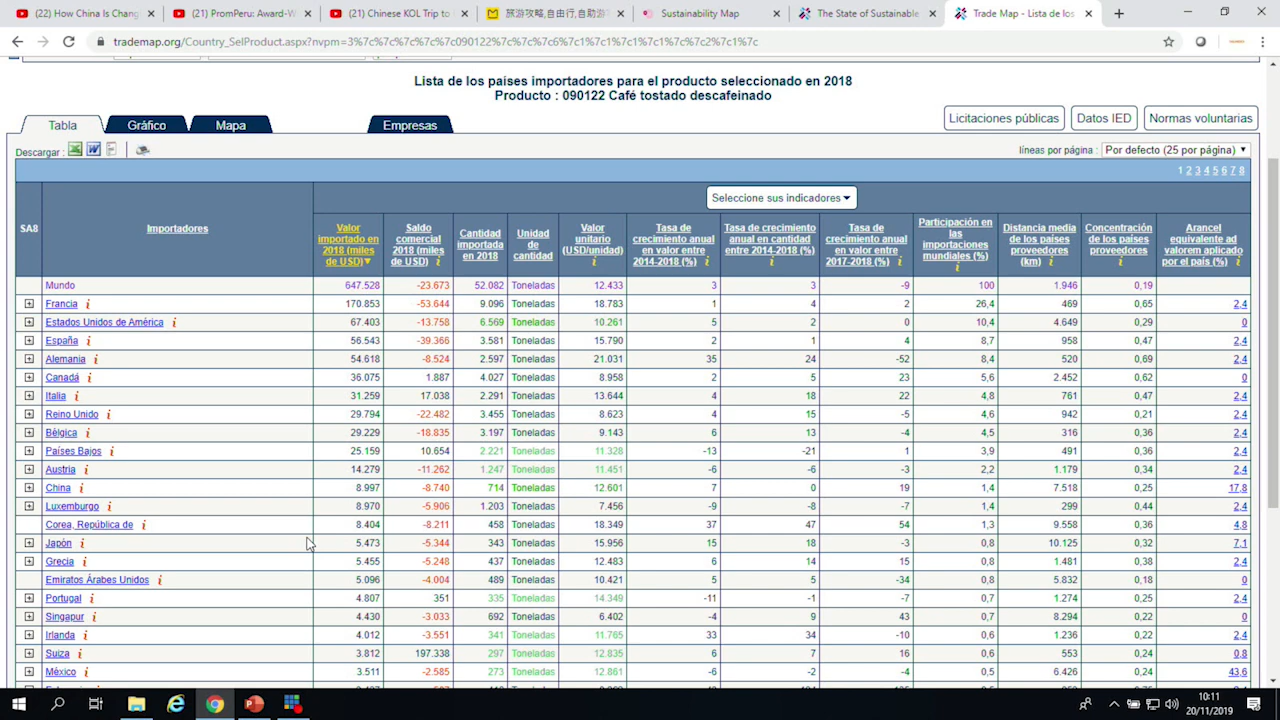 (22) How China Is Chang
(21) PromPeru: Award-W
(21) Chinese KOL Trip to
旅游攻略,自由行,自助游
Sustainability Map
The State of Sustainable
Trade Map - Lista de los
trademap.org/Country_SelProduct.aspx?nvpm=3%7c%7c%7c%7c%7c090122%7c%7c%7c6%7c1%7c1%7c1%7c1%7c%7c2%7c1%7c
Lista de los países importadores para el producto seleccionado en 2018
Producto : 090122 Café tostado descafeinado
Tabla Gráfico Mapa Empresas
Licitaciones públicas Datos IED Normas voluntarias
Descargar :
líneas por página : Por defecto (25 por página)
1 2 3 4 5 6 7 8
Seleccione sus indicadores
SA8 Importadores Valor importado en 2018 (miles de USD) Saldo comercial 2018 (miles de USD) Cantidad importada en 2018 Unidad de cantidad Valor unitario (USD/unidad) Tasa de crecimiento anual en valor entre 2014-2018 (%) Tasa de crecimiento anual en cantidad entre 2014-2018 (%) Tasa de crecimiento anual en valor entre 2017-2018 (%) Participación en las importaciones mundiales (%) Distancia media de los países proveedores (km) Concentración de los países proveedores Arancel equivalente ad valorem aplicado por el país (%)
Mundo 647.528 -23.673 52.082 Toneladas 12.433 3 3 -9 100 1.946 0,19
Francia 170.853 -53.644 9.096 Toneladas 18.783 1 4 2 26,4 469 0,65 2,4
Estados Unidos de América 67.403 -13.758 6.569 Toneladas 10.261 5 2 0 10,4 4.649 0,29 0
España 56.543 -39.366 3.581 Toneladas 15.790 2 1 4 8,7 958 0,47 2,4
Alemania 54.618 -8.524 2.597 Toneladas 21.031 35 24 -52 8,4 520 0,69 2,4
Canadá 36.075 1.887 4.027 Toneladas 8.958 2 5 23 5,6 2.452 0,62 0
Italia 31.259 17.038 2.291 Toneladas 13.644 4 18 22 4,8 761 0,47 2,4
Reino Unido 29.794 -22.482 3.455 Toneladas 8.623 4 15 -5 4,6 942 0,21 2,4
Bélgica 29.229 -18.835 3.197 Toneladas 9.143 6 13 -4 4,5 316 0,36 2,4
Países Bajos 25.159 10.654 2.221 Toneladas 11.328 -13 -21 1 3,9 491 0,36 2,4
Austria 14.279 -11.262 1.247 Toneladas 11.451 -6 -6 -3 2,2 1.179 0,34 2,4
China 8.997 -8.740 714 Toneladas 12.601 7 0 19 1,4 7.518 0,25 17,8
Luxemburgo 8.970 -5.906 1.203 Toneladas 7.456 -9 -8 -7 1,4 299 0,44 2,4
Corea, República de 8.404 -8.211 458 Toneladas 18.349 37 47 54 1,3 9.558 0,36 4,8
Japón 5.473 -5.344 343 Toneladas 15.956 15 18 -3 0,8 10.125 0,32 7,1
Grecia 5.455 -5.248 437 Toneladas 12.483 6 14 15 0,8 1.481 0,38 2,4
Emiratos Árabes Unidos 5.096 -4.004 489 Toneladas 10.421 5 5 -34 0,8 5.832 0,18 0
Portugal 4.807 351 335 Toneladas 14.349 -11 -1 -7 0,7 1.274 0,25 2,4
Singapur 4.430 -3.033 692 Toneladas 6.402 -4 9 43 0,7 8.294 0,22 0
Irlanda 4.012 -3.551 341 Toneladas 11.765 33 34 -10 0,6 1.236 0,22 2,4
Suiza 3.812 197.338 297 Toneladas 12.835 6 7 16 0,6 553 0,24 0,8
México 3.511 -2.585 273 Toneladas 12.861 -6 -2 -4 0,5 6.426 0,24 43,6
10:11
20/11/2019